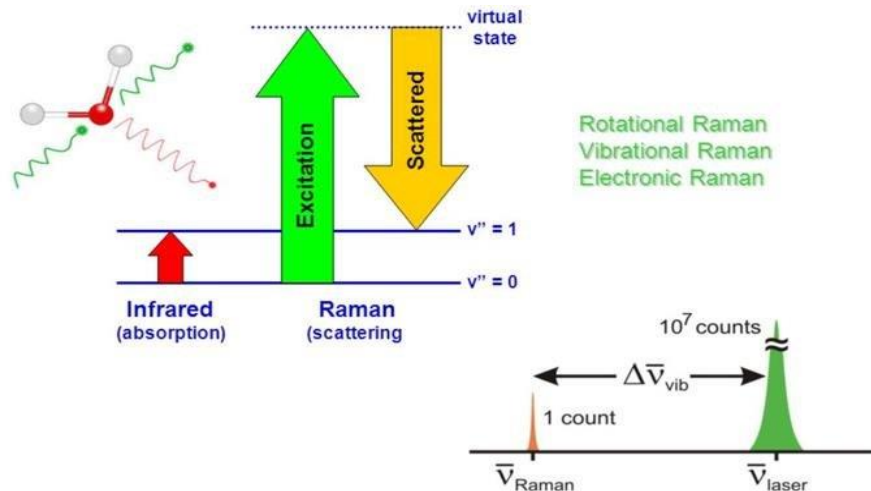 virtual
state
Excitation
Scattered
Rotational Raman
Vibrational Raman
Electronic Raman
v" = 1
v" = 0
Infrared
(absorption)
Raman
(scattering
10⁷ counts
Δν̅vib
1 count
ν̅Raman
ν̅laser